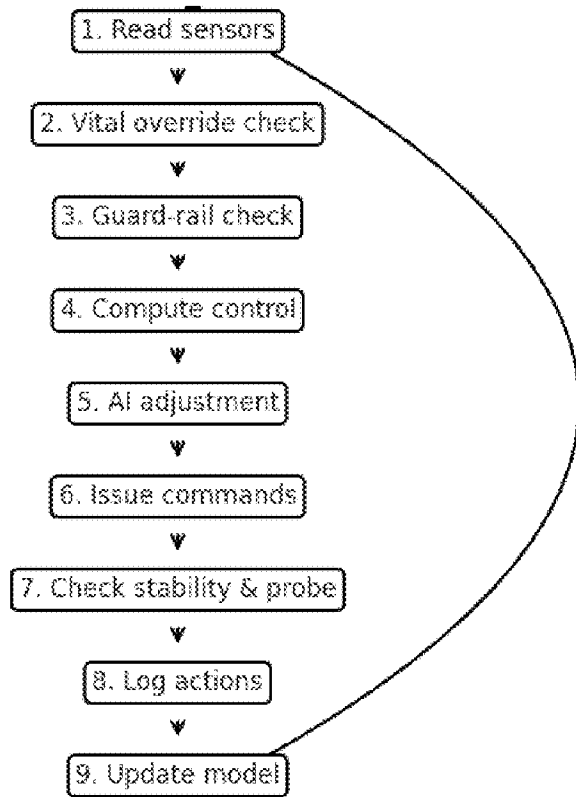 1. Read sensors
2. Vital override check
3. Guard-rail check
4. Compute control
5. AI adjustment
6. Issue commands
7. Check stability & probe
8. Log actions
9. Update model